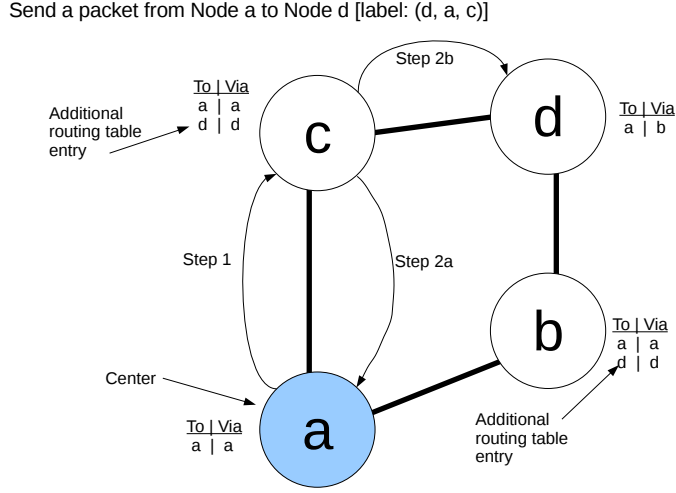 Send a packet from Node a to Node d [label: (d, a, c)]
Step 2b
To | Via
a | a
d | d
Additional
routing table
entry
c
d
To | Via
a | b
Step 1
Step 2a
b
To | Via
a | a
d | d
Center
a
To | Via
a | a
Additional
routing table
entry